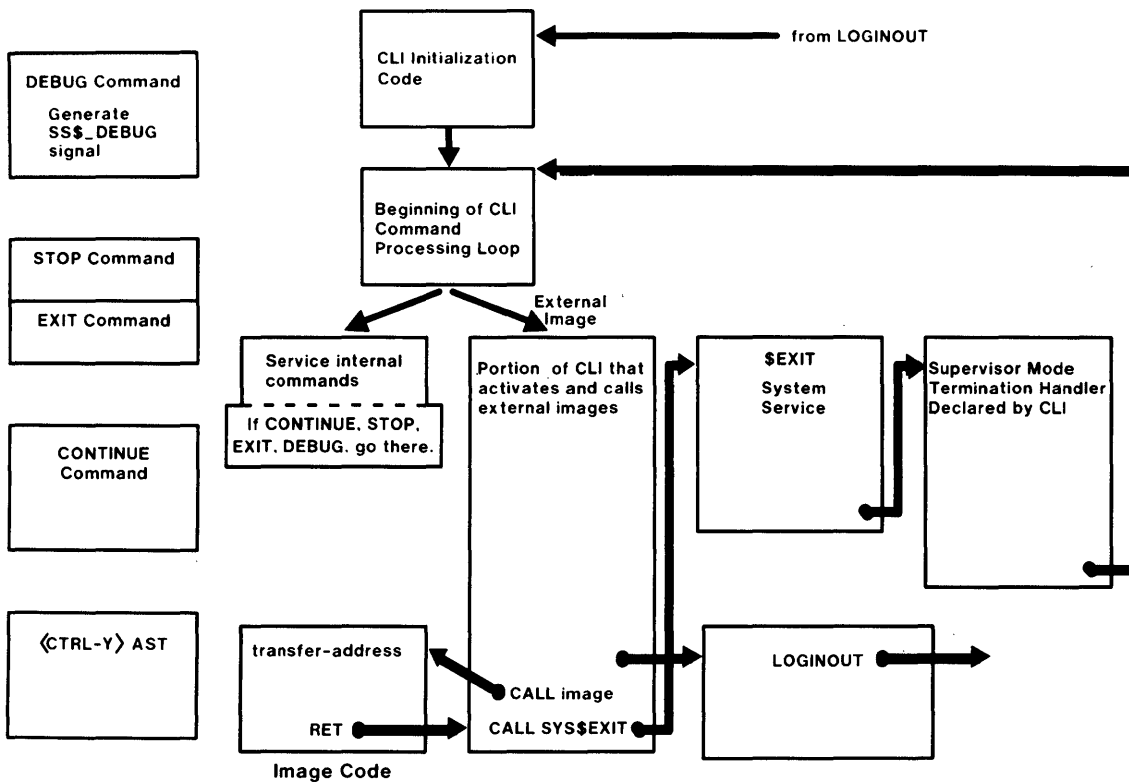 from LOGINOUT
CLI Initialization
Code
DEBUG Command
Generate
SS$_DEBUG
signal
Beginning of CLI
Command
Processing Loop
STOP Command
EXIT Command
External
Image
Service internal
commands
If CONTINUE, STOP,
EXIT, DEBUG, go there.
Portion of CLI that
activates and calls
external images
$EXIT
System
Service
Supervisor Mode
Termination Handler
Declared by CLI
CONTINUE
Command
<CTRL-Y> AST
transfer-address
RET
Image Code
CALL image
CALL SYS$EXIT
LOGINOUT